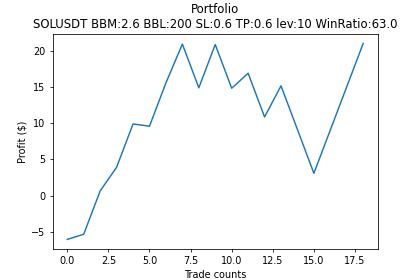 Portfolio
SOLUSDT BBM:2.6 BBL:200 SL:0.6 TP:0.6 lev:10 WinRatio:63.0
Profit ($)
20
15
10
5
0
−5
0.0 2.5 5.0 7.5 10.0 12.5 15.0 17.5
Trade counts